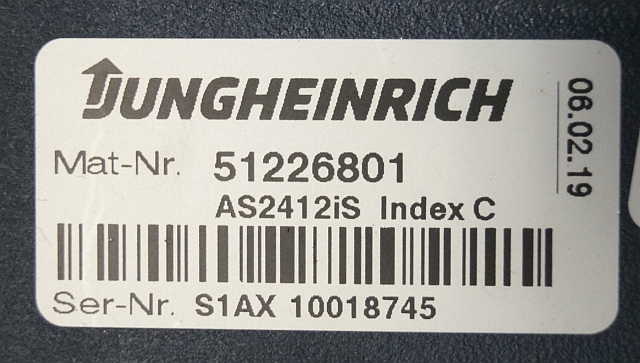 JUNGHEINRICH
Mat-Nr. 51226801
AS2412iS Index C
Ser-Nr. S1AX 10018745
06.02.19